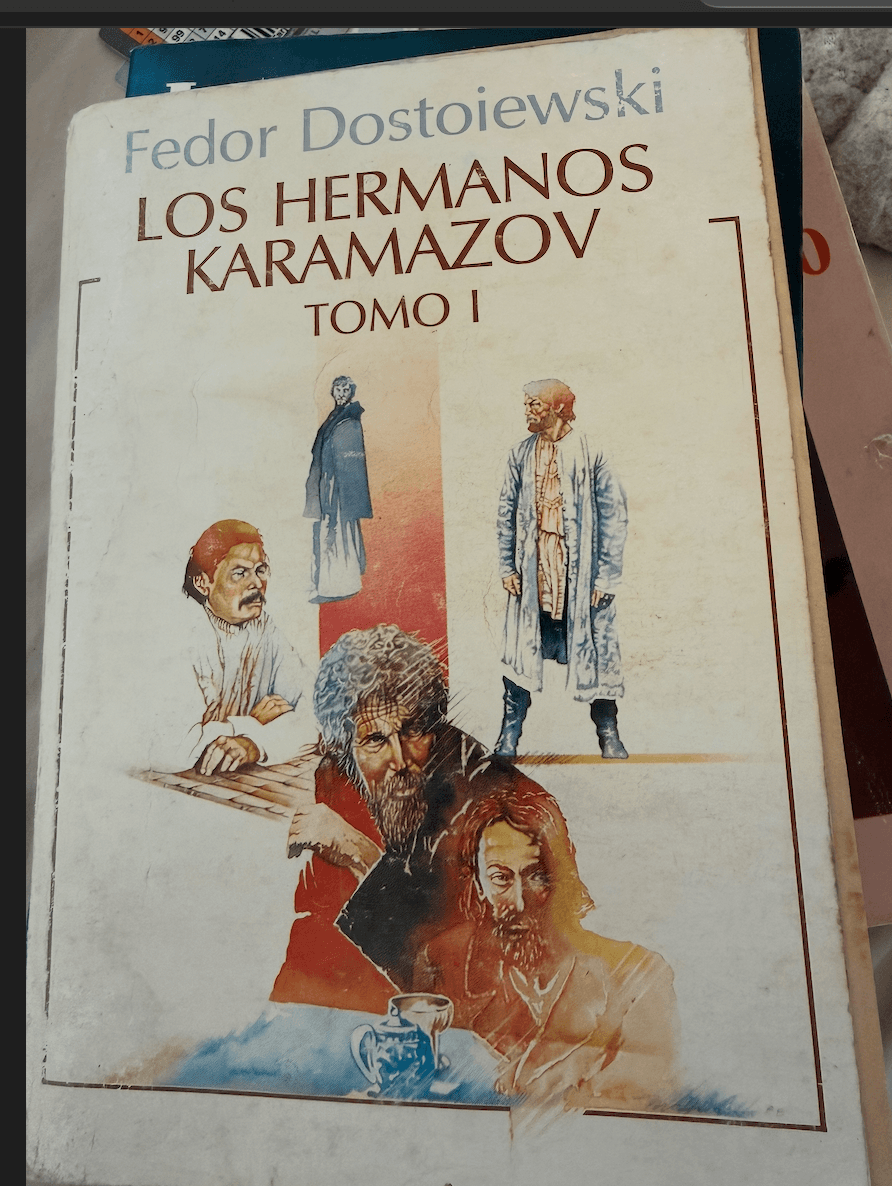 Fedor Dostoiewski
LOS HERMANOS
KARAMAZOV
TOMO I